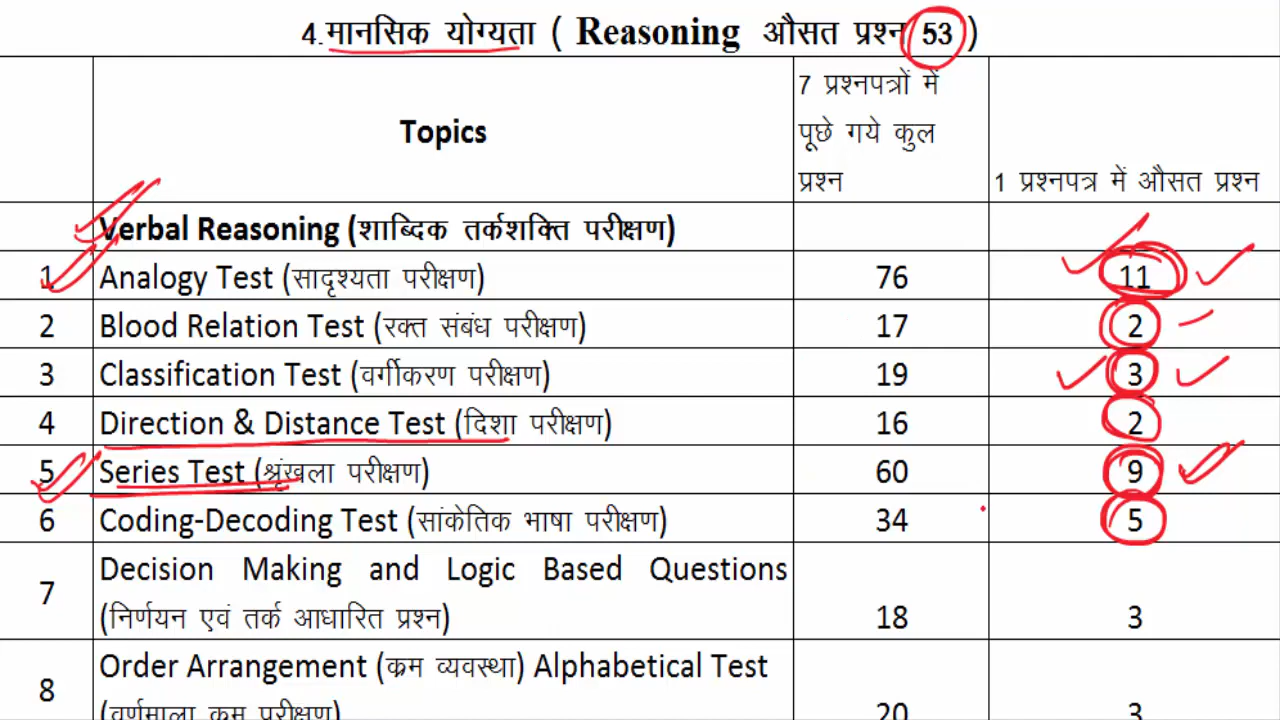 4.मानसिक योग्यता ( Reasoning औसत प्रश्न 53 )
Topics
7 प्रश्नपत्रों में
पूछे गये कुल
प्रश्न
1 प्रश्नपत्र में औसत प्रश्न
Verbal Reasoning (शाब्दिक तर्कशक्ति परीक्षण)
1 Analogy Test (सादृश्यता परीक्षण) 76 11
2 Blood Relation Test (रक्त संबंध परीक्षण) 17 2
3 Classification Test (वर्गीकरण परीक्षण) 19 3
4 Direction & Distance Test (दिशा परीक्षण) 16 2
5 Series Test (श्रृंखला परीक्षण) 60 9
6 Coding-Decoding Test (सांकेतिक भाषा परीक्षण) 34 5
7 Decision Making and Logic Based Questions
(निर्णयन एवं तर्क आधारित प्रश्न) 18 3
8 Order Arrangement (क्रम व्यवस्था) Alphabetical Test
(वर्णमाला क्रम परीक्षण) 20 3